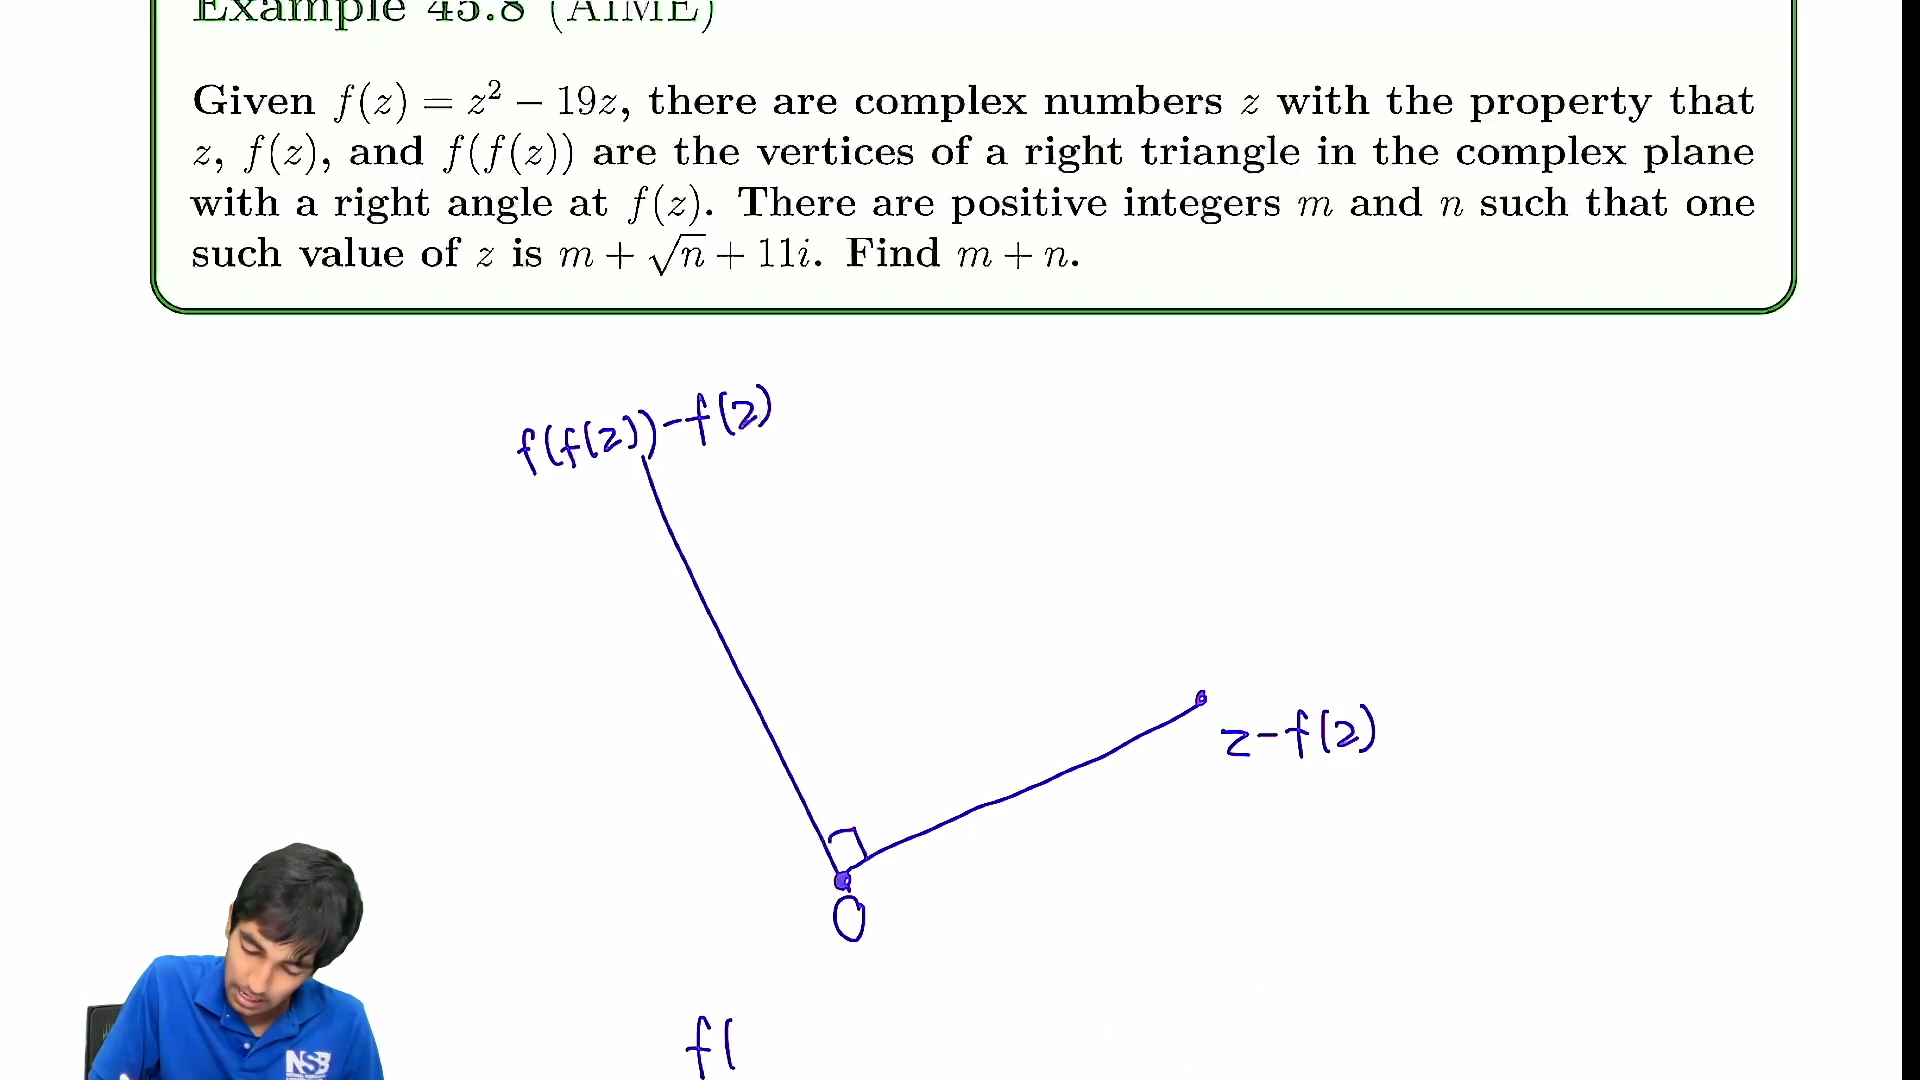 Example 45.8 (AIME)
Given f(z) = z² − 19z, there are complex numbers z with the property that
z, f(z), and f(f(z)) are the vertices of a right triangle in the complex plane
with a right angle at f(z). There are positive integers m and n such that one
such value of z is m + √n + 11i. Find m + n.
f(f(z))-f(z)
z-f(z)
0
f(
NSB